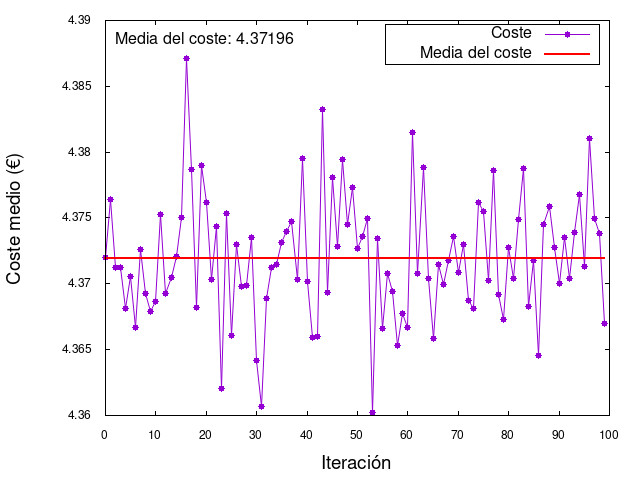 4.39
Media del coste: 4.37196
Coste
Media del coste
4.385
4.38
4.375
4.37
4.365
4.36
Coste medio (€)
0 10 20 30 40 50 60 70 80 90 100
Iteración